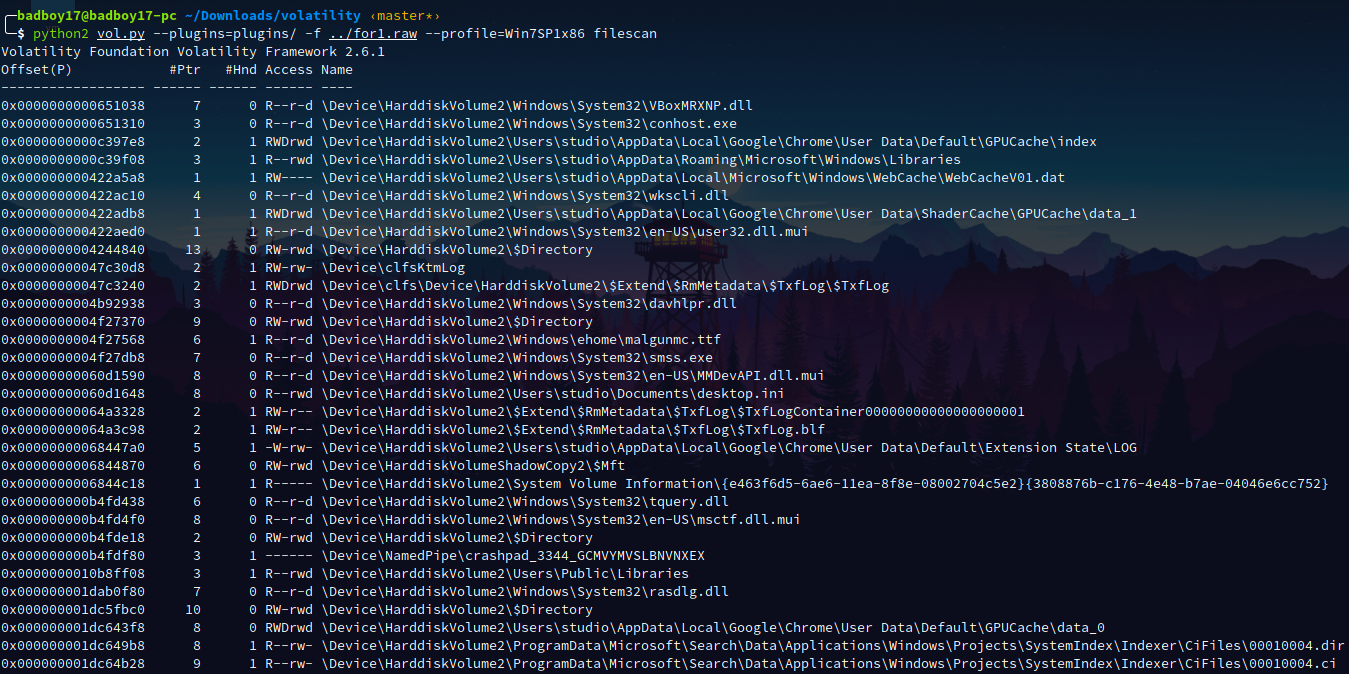 badboy17@badboy17-pc ~/Downloads/volatility ‹master*›
$ python2 vol.py --plugins=plugins/ -f ../for1.raw --profile=Win7SP1x86 filescan
Volatility Foundation Volatility Framework 2.6.1
Offset(P)            #Ptr   #Hnd Access Name
------------------ ------ ------ ------ ----
0x0000000000651038      7      0 R--r-d \Device\HarddiskVolume2\Windows\System32\VBoxMRXNP.dll
0x0000000000651310      3      0 R--r-d \Device\HarddiskVolume2\Windows\System32\conhost.exe
0x0000000000c397e8      2      1 RWDrwd \Device\HarddiskVolume2\Users\studio\AppData\Local\Google\Chrome\User Data\Default\GPUCache\index
0x0000000000c39f08      3      1 R--rwd \Device\HarddiskVolume2\Users\studio\AppData\Roaming\Microsoft\Windows\Libraries
0x000000000422a5a8      1      1 RW---- \Device\HarddiskVolume2\Users\studio\AppData\Local\Microsoft\Windows\WebCache\WebCacheV01.dat
0x000000000422ac10      4      0 R--r-d \Device\HarddiskVolume2\Windows\System32\wkscli.dll
0x000000000422adb8      1      1 RWDrwd \Device\HarddiskVolume2\Users\studio\AppData\Local\Google\Chrome\User Data\ShaderCache\GPUCache\data_1
0x000000000422aed0      1      1 R--r-d \Device\HarddiskVolume2\Windows\System32\en-US\user32.dll.mui
0x0000000004244840     13      0 RW-rwd \Device\HarddiskVolume2\$Directory
0x00000000047c30d8      2      1 RW-rw- \Device\clfsKtmLog
0x00000000047c3240      2      1 RWDrwd \Device\clfs\Device\HarddiskVolume2\$Extend\$RmMetadata\$TxfLog\$TxfLog
0x0000000004b92938      3      0 R--r-d \Device\HarddiskVolume2\Windows\System32\davhlpr.dll
0x0000000004f27370      9      0 RW-rwd \Device\HarddiskVolume2\$Directory
0x0000000004f27568      6      1 R--r-d \Device\HarddiskVolume2\Windows\ehome\malgunmc.ttf
0x0000000004f27db8      7      0 R--r-d \Device\HarddiskVolume2\Windows\System32\smss.exe
0x00000000060d1590      8      0 R--r-d \Device\HarddiskVolume2\Windows\System32\en-US\MMDevAPI.dll.mui
0x00000000060d1648      8      0 R--rwd \Device\HarddiskVolume2\Users\studio\Documents\desktop.ini
0x00000000064a3328      2      1 RW-r-- \Device\HarddiskVolume2\$Extend\$RmMetadata\$TxfLog\$TxfLogContainer00000000000000000001
0x00000000064a3c98      2      1 RW-r-- \Device\HarddiskVolume2\$Extend\$RmMetadata\$TxfLog\$TxfLog.blf
0x00000000068447a0      5      1 -W-rw- \Device\HarddiskVolume2\Users\studio\AppData\Local\Google\Chrome\User Data\Default\Extension State\LOG
0x0000000006844870      6      0 RW-rwd \Device\HarddiskVolumeShadowCopy2\$Mft
0x0000000006844c18      1      1 R----- \Device\HarddiskVolume2\System Volume Information\{e463f6d5-6ae6-11ea-8f8e-08002704c5e2}{3808876b-c176-4e48-b7ae-04046e6cc752}
0x000000000b4fd438      6      0 R--r-d \Device\HarddiskVolume2\Windows\System32\tquery.dll
0x000000000b4fd4f0      8      0 R--r-d \Device\HarddiskVolume2\Windows\System32\en-US\msctf.dll.mui
0x000000000b4fde18      2      0 RW-rwd \Device\HarddiskVolume2\$Directory
0x000000000b4fdf80      3      1 ------ \Device\NamedPipe\crashpad_3344_GCMVYMVSLBNVNXEX
0x0000000010b8ff08      3      1 R--rwd \Device\HarddiskVolume2\Users\Public\Libraries
0x000000001dab0f80      7      0 R--r-d \Device\HarddiskVolume2\Windows\System32\rasdlg.dll
0x000000001dc5fbc0     10      0 RW-rwd \Device\HarddiskVolume2\$Directory
0x000000001dc643f8      8      0 RWDrwd \Device\HarddiskVolume2\Users\studio\AppData\Local\Google\Chrome\User Data\Default\GPUCache\data_0
0x000000001dc649b8      8      1 R--rw- \Device\HarddiskVolume2\ProgramData\Microsoft\Search\Data\Applications\Windows\Projects\SystemIndex\Indexer\CiFiles\00010004.dir
0x000000001dc64b28      9      1 R--rw- \Device\HarddiskVolume2\ProgramData\Microsoft\Search\Data\Applications\Windows\Projects\SystemIndex\Indexer\CiFiles\00010004.ci